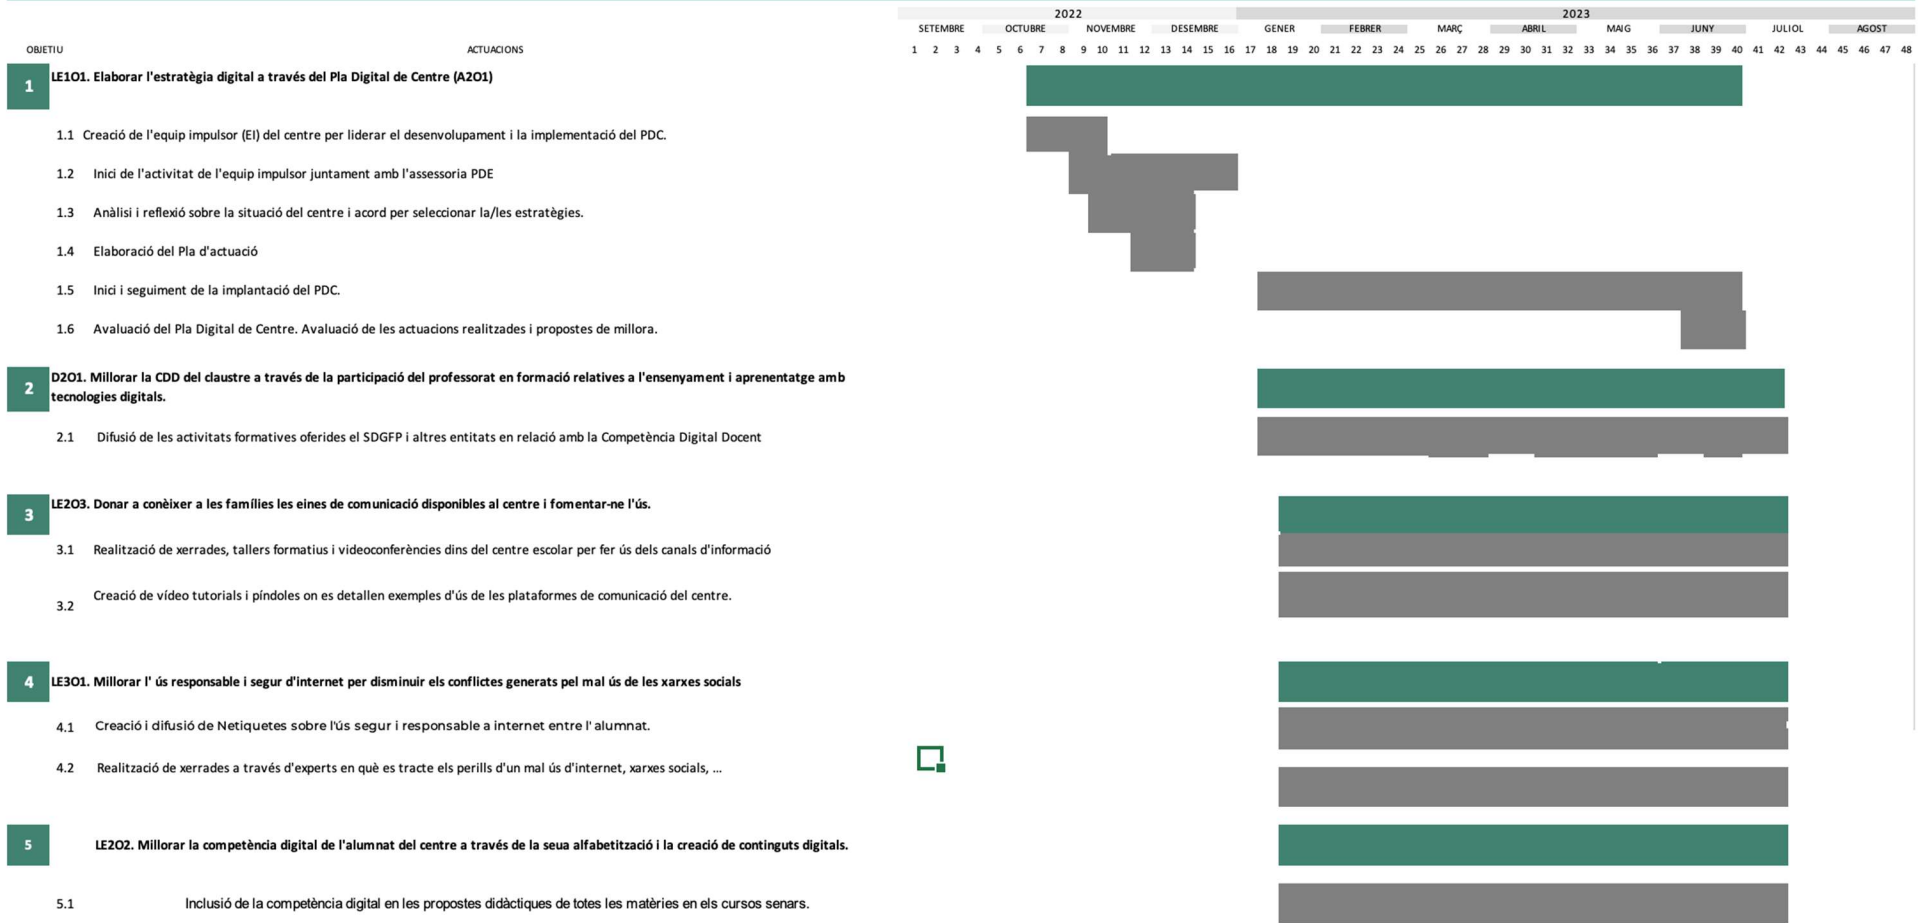 2022 2023
SETEMBRE OCTUBRE NOVEMBRE DESEMBRE GENER FEBRER MARÇ ABRIL MAIG JUNY JULIOL AGOST
OBJETIU ACTUACIONS 1 2 3 4 5 6 7 8 9 10 11 12 13 14 15 16 17 18 19 20 21 22 23 24 25 26 27 28 29 30 31 32 33 34 35 36 37 38 39 40 41 42 43 44 45 46 47 48
1 LE1O1. Elaborar l'estratègia digital a través del Pla Digital de Centre (A2O1)
1.1 Creació de l'equip impulsor (EI) del centre per liderar el desenvolupament i la implementació del PDC.
1.2 Inici de l'activitat de l'equip impulsor juntament amb l'assessoria PDE
1.3 Anàlisi i reflexió sobre la situació del centre i acord per seleccionar la/les estratègies.
1.4 Elaboració del Pla d'actuació
1.5 Inici i seguiment de la implantació del PDC.
1.6 Avaluació del Pla Digital de Centre. Avaluació de les actuacions realitzades i propostes de millora.
2 D2O1. Millorar la CDD del claustre a través de la participació del professorat en formació relatives a l'ensenyament i aprenentatge amb
tecnologies digitals.
2.1 Difusió de les activitats formatives oferides el SDGFP i altres entitats en relació amb la Competència Digital Docent
3 LE2O3. Donar a conèixer a les famílies les eines de comunicació disponibles al centre i fomentar-ne l'ús.
3.1 Realització de xerrades, tallers formatius i videoconferències dins del centre escolar per fer ús dels canals d'informació
3.2 Creació de vídeo tutorials i píndoles on es detallen exemples d'ús de les plataformes de comunicació del centre.
4 LE3O1. Millorar l' ús responsable i segur d'internet per disminuir els conflictes generats pel mal ús de les xarxes socials
4.1 Creació i difusió de Netiquetes sobre l'ús segur i responsable a internet entre l' alumnat.
4.2 Realització de xerrades a través d'experts en què es tracte els perills d'un mal ús d'internet, xarxes socials, ...
5 LE2O2. Millorar la competència digital de l'alumnat del centre a través de la seua alfabetització i la creació de continguts digitals.
5.1 Inclusió de la competència digital en les propostes didàctiques de totes les matèries en els cursos senars.